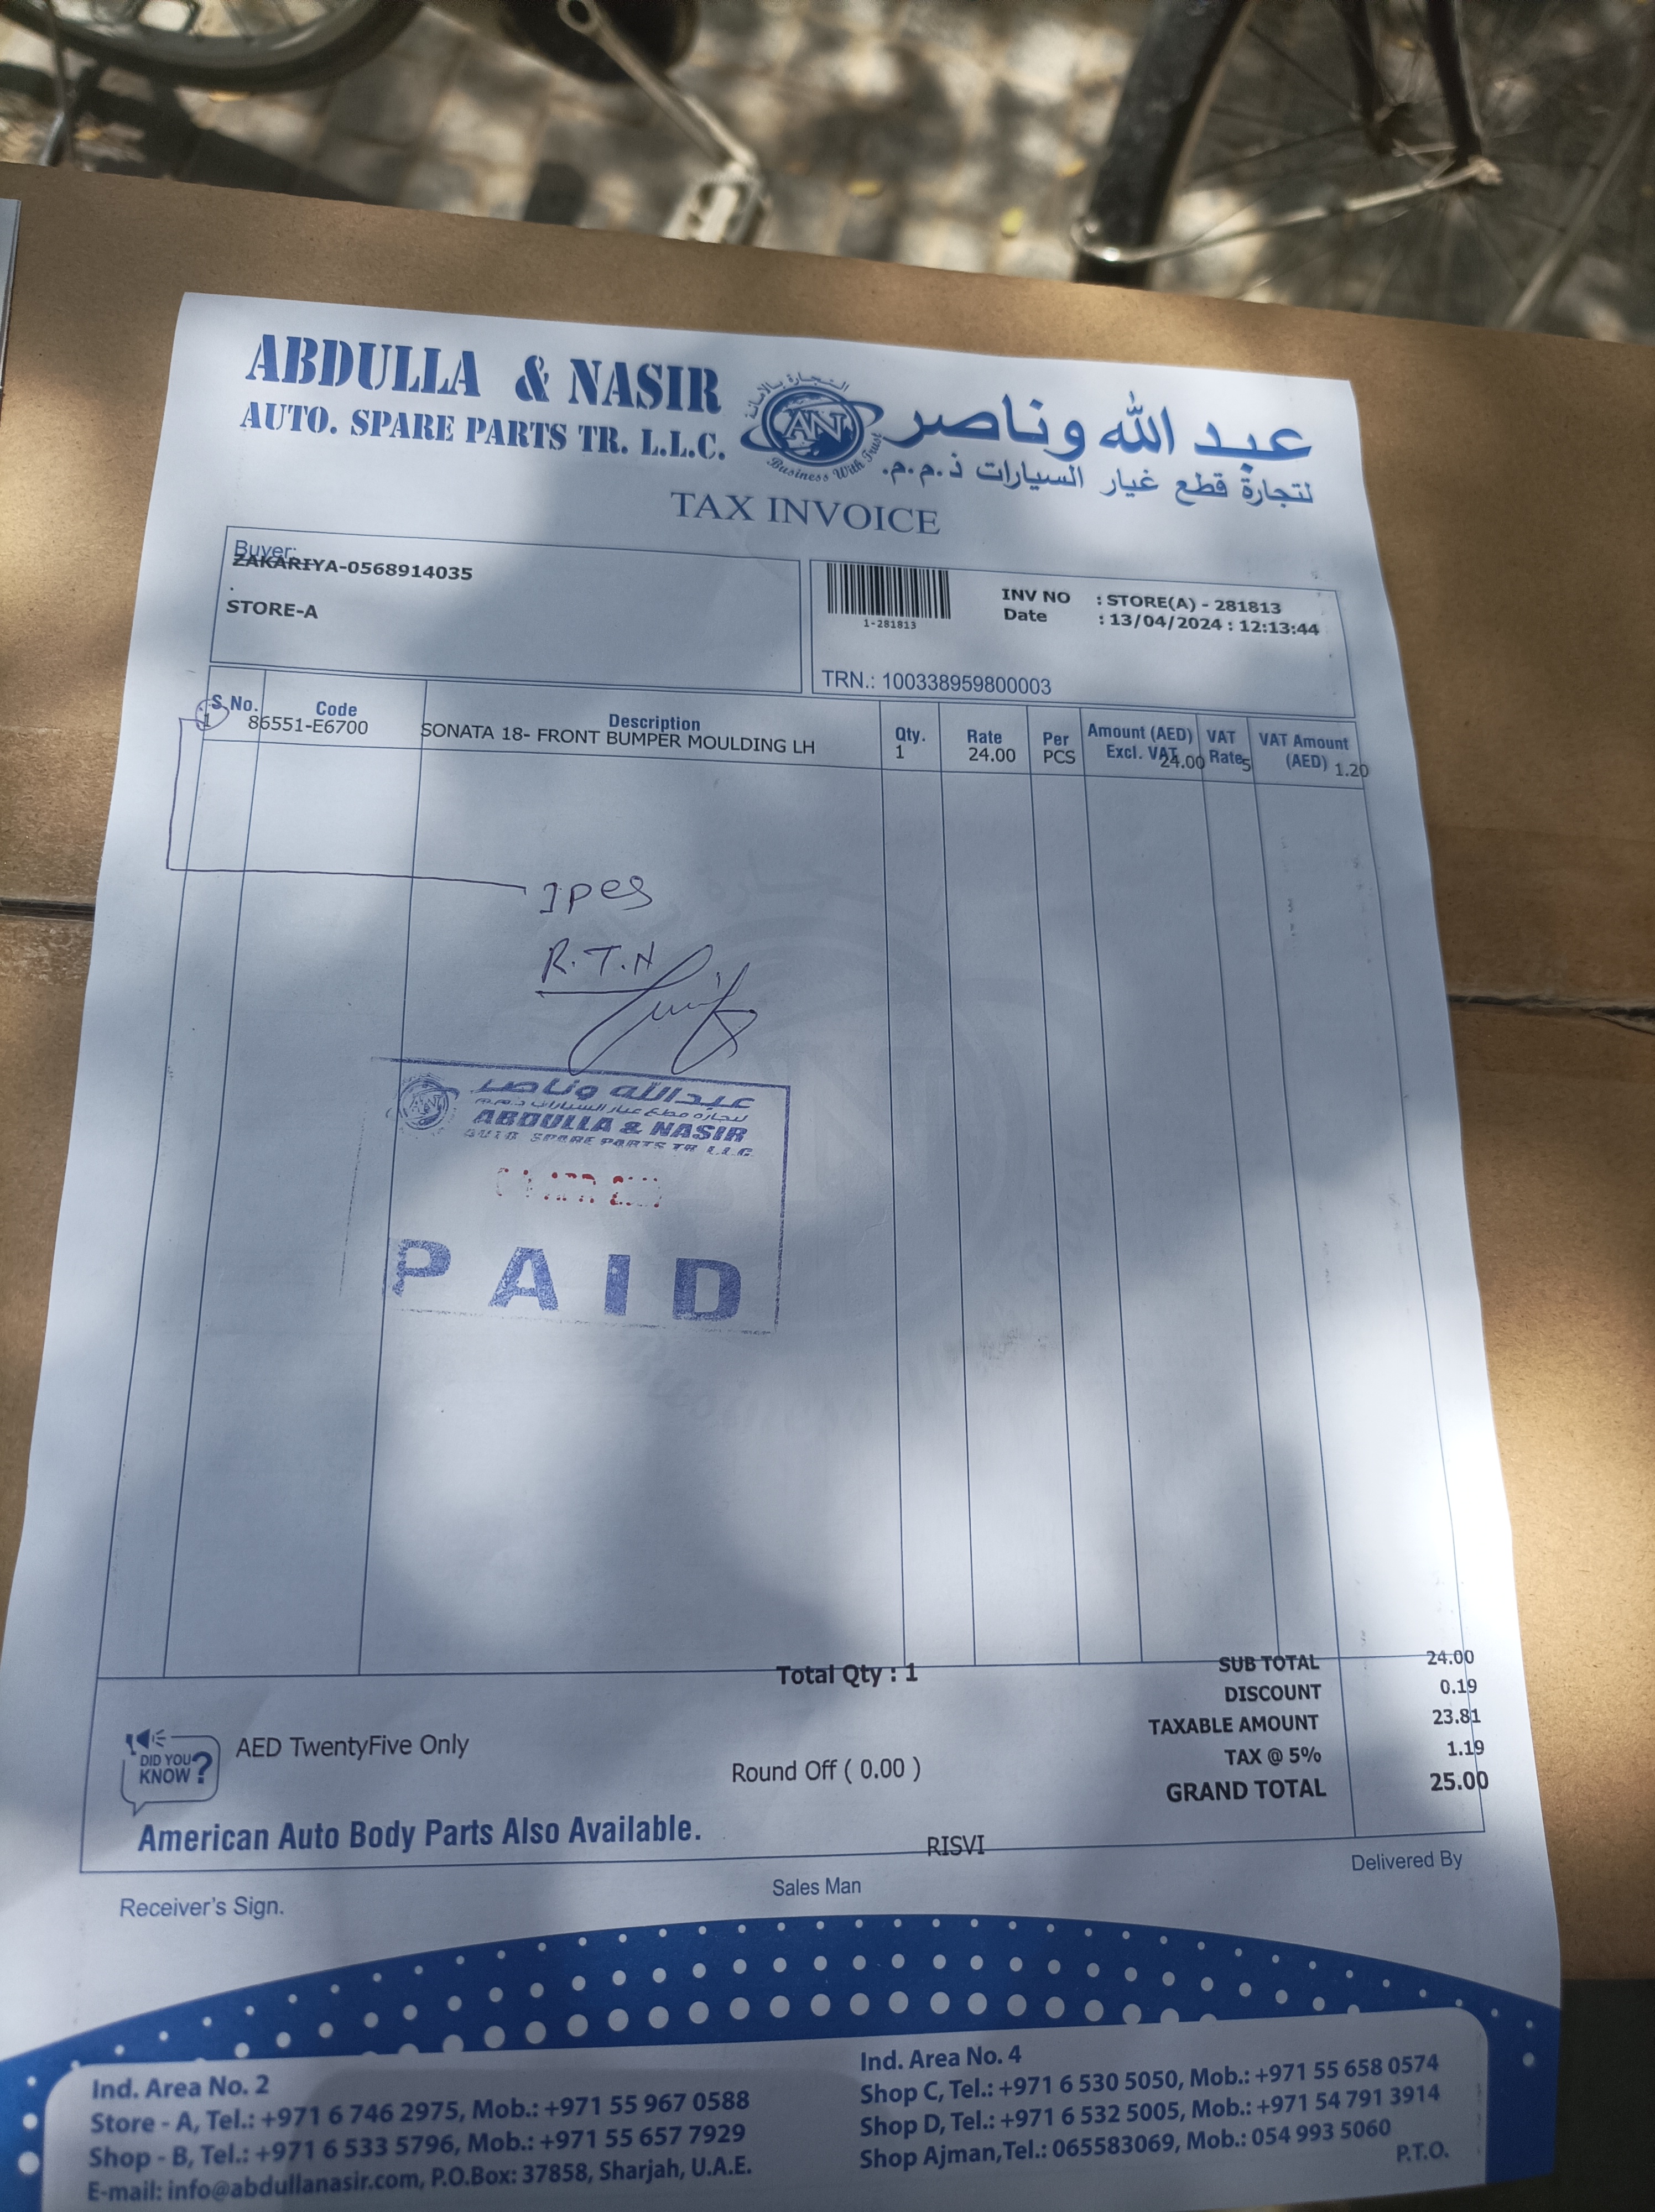 ABDULLA & NASIR
AUTO. SPARE PARTS TR. L.L.C.
التجارة بالامانة
AN
Business With Trust
عبد الله وناصر
لتجارة قطع غيار السيارات ذ.م.م.
TAX INVOICE
Buyer:
ZAKARIYA-0568914035
.
STORE-A
1-281813
INV NO : STORE(A) - 281813
Date : 13/04/2024 : 12:13:44
TRN.: 100338959800003
S.No. Code Description Qty. Rate Per Amount (AED) Excl. VAT VAT Rate VAT Amount (AED)
1 86551-E6700 SONATA 18- FRONT BUMPER MOULDING LH 1 24.00 PCS 24.00 5 1.20
1pes
R.T.N
عبدالله وناصر
لتجارة قطع غيار السيارات ذ.م.م
AN
ABDULLA & NASIR
AUTO SPARE PARTS TR L.L.C
PAID
Total Qty : 1
SUB TOTAL 24.00
DISCOUNT 0.19
TAXABLE AMOUNT 23.81
TAX @ 5% 1.19
GRAND TOTAL 25.00
DID YOU KNOW ?
AED TwentyFive Only
Round Off ( 0.00 )
American Auto Body Parts Also Available.
RISVI
Receiver's Sign.
Sales Man
Delivered By
Ind. Area No. 2
Store - A, Tel.: +971 6 746 2975, Mob.: +971 55 967 0588
Shop - B, Tel.: +971 6 533 5796, Mob.: +971 55 657 7929
E-mail: info@abdullanasir.com, P.O.Box: 37858, Sharjah, U.A.E.
Ind. Area No. 4
Shop C, Tel.: +971 6 530 5050, Mob.: +971 55 658 0574
Shop D, Tel.: +971 6 532 5005, Mob.: +971 54 791 3914
Shop Ajman,Tel.: 065583069, Mob.: 054 993 5060
P.T.O.